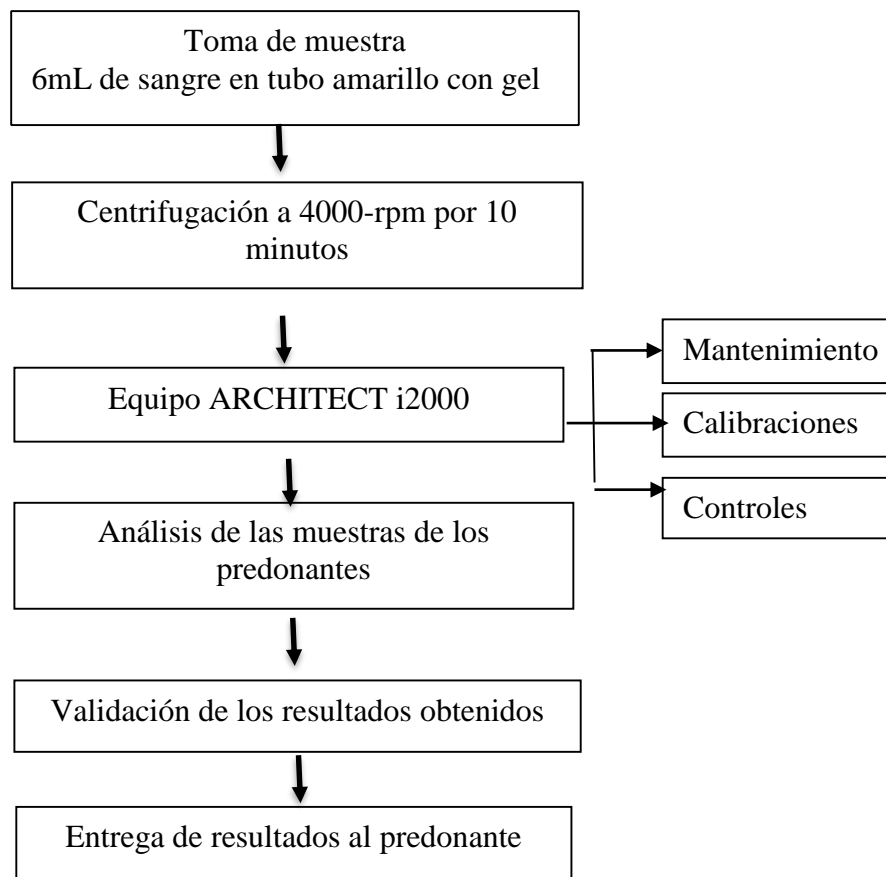 Toma de muestra
6mL de sangre en tubo amarillo con gel
Centrifugación a 4000-rpm por 10
minutos
Equipo ARCHITECT i2000
Mantenimiento
Calibraciones
Controles
Análisis de las muestras de los
predonantes
Validación de los resultados obtenidos
Entrega de resultados al predonante